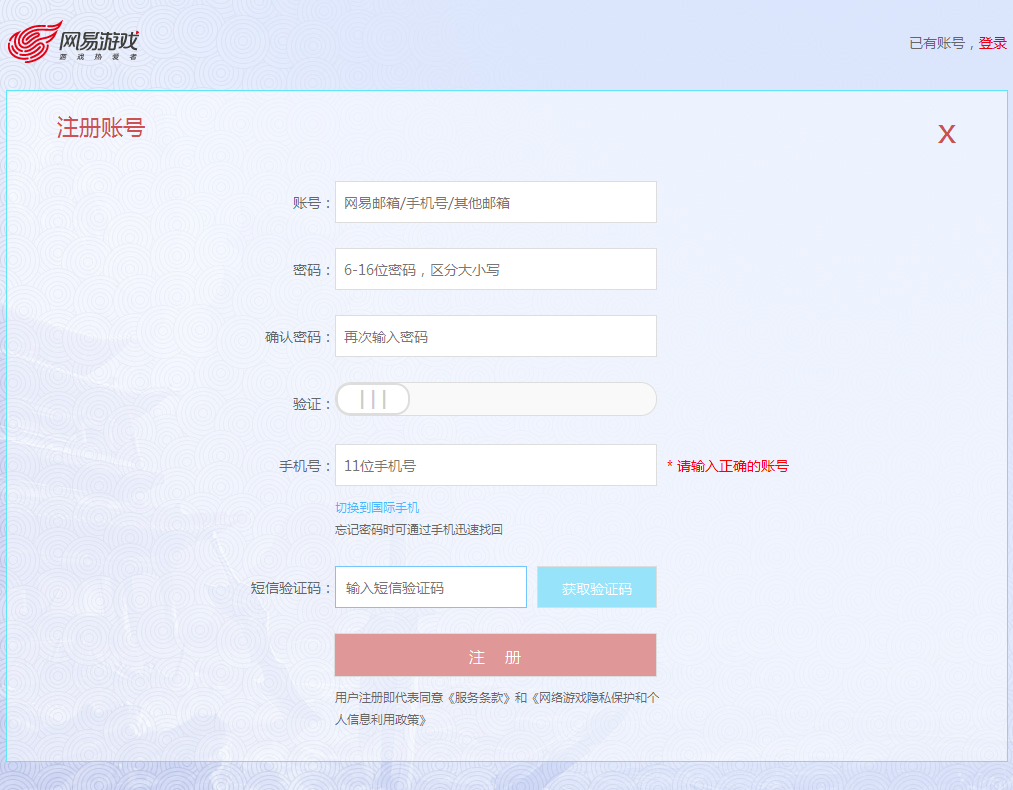 网易游戏
游戏热爱者
已有账号，登录
注册账号
X
账号：网易邮箱/手机号/其他邮箱
密码：6-16位密码，区分大小写
确认密码：再次输入密码
验证：
手机号：11位手机号 * 请输入正确的账号
切换到国际手机
忘记密码时可通过手机迅速找回
短信验证码：输入短信验证码 获取验证码
注 册
用户注册即代表同意《服务条款》和《网络游戏隐私保护和个
人信息利用政策》